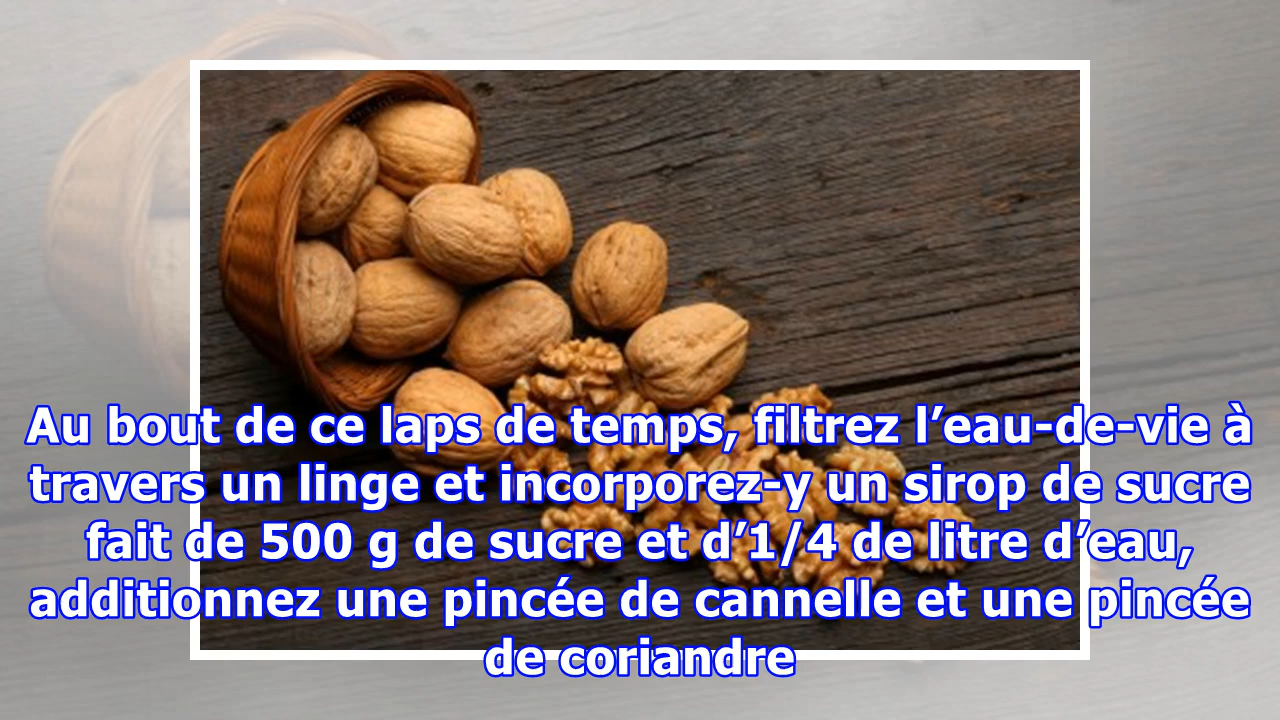 Au bout de ce laps de temps, filtrez l’eau-de-vie à
travers un linge et incorporez-y un sirop de sucre
fait de 500 g de sucre et d’1/4 de litre d’eau,
additionnez une pincée de cannelle et une pincée
de coriandre